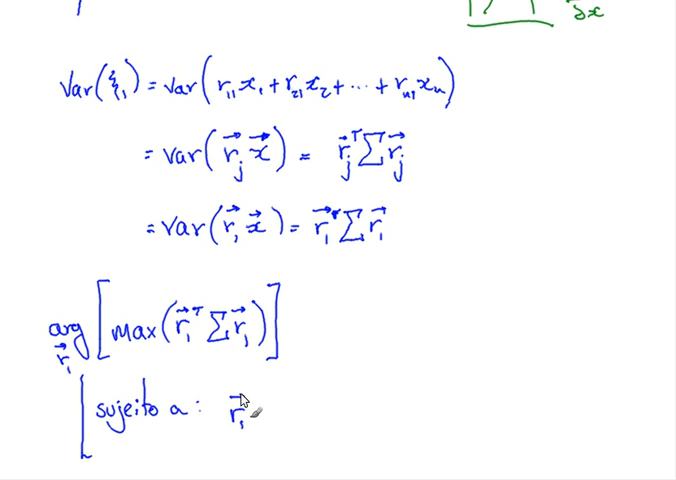 ∂x
Var(ξ₁) = Var(r₁₁x₁ + r₂₁x₂ + ⋯ + rₙ₁xₙ)
= Var(r⃗ⱼ x⃗) = r⃗ⱼᵀ Σ r⃗ⱼ
= Var(r⃗₁ x⃗) = r⃗₁ᵀ Σ r⃗₁
arg r⃗₁ [max(r⃗₁ᵀ Σ r⃗₁)]
[sujeito a: r⃗₁